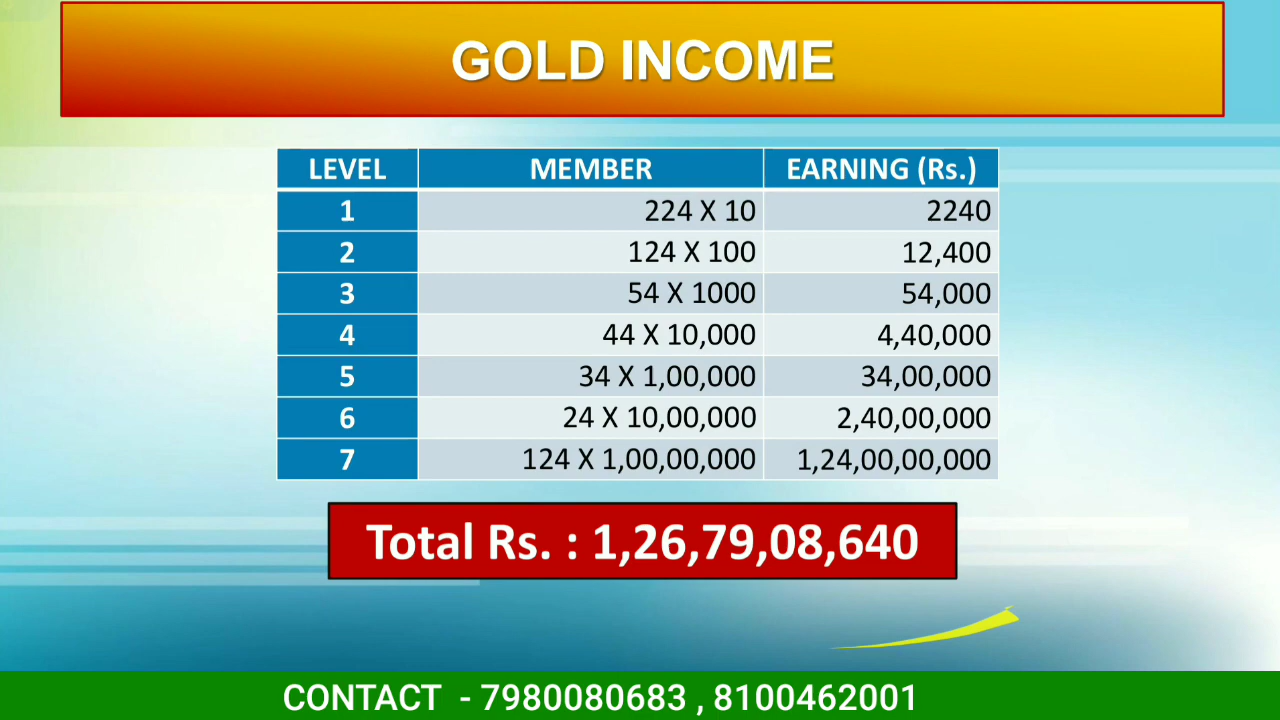 GOLD INCOME
LEVEL MEMBER EARNING (Rs.)
1 224 X 10 2240
2 124 X 100 12,400
3 54 X 1000 54,000
4 44 X 10,000 4,40,000
5 34 X 1,00,000 34,00,000
6 24 X 10,00,000 2,40,00,000
7 124 X 1,00,00,000 1,24,00,00,000
Total Rs. : 1,26,79,08,640
CONTACT - 7980080683 , 8100462001